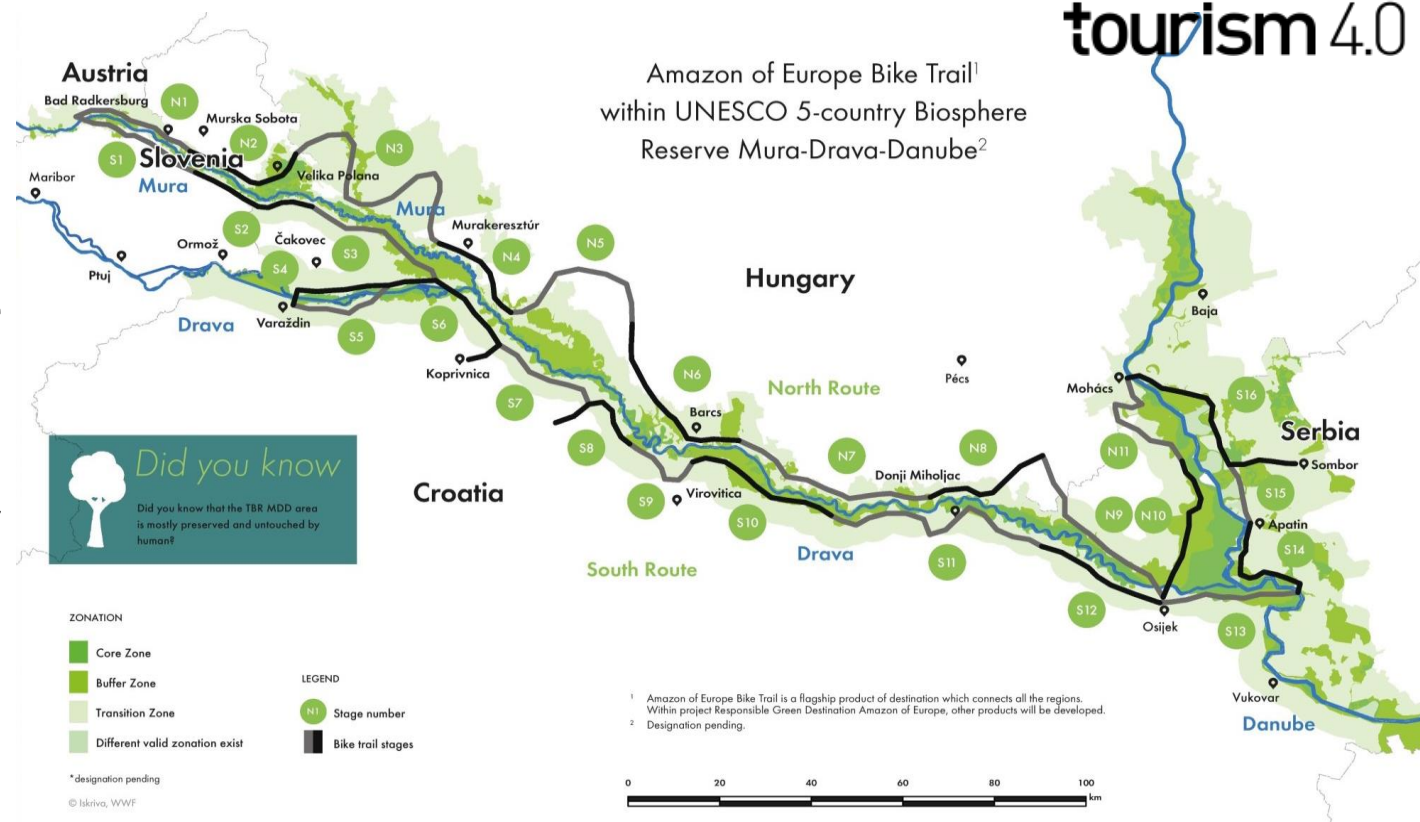 tourism 4.0
Amazon of Europe Bike Trail¹
within UNESCO 5-country Biosphere
Reserve Mura-Drava-Danube²
Austria
Bad Radkersburg
N1
Murska Sobota
N2
N3
S1
Slovenia
Velika Polana
Maribor
Mura
Mura
S2
Murakeresztúr
Ormož
Čakovec
S3
N4
N5
Ptuj
S4
Hungary
Baja
Drava
Varaždin
S5
S6
Koprivnica
N6
North Route
Pécs
Mohács
S7
S16
Barcs
Serbia
S8
N7
N8
N11
Sombor
Did you know
Did you know that the TBR MDD area
is mostly preserved and untouched by
human?
Croatia
Donji Miholjac
S9
Virovitica
S15
S10
N9
N10
Apatin
Drava
S14
South Route
S11
S12
Osijek
S13
Vukovar
Danube
ZONATION
Core Zone
Buffer Zone
Transition Zone
Different valid zonation exist
*designation pending
© Iskriva, WWF
LEGEND
N1
Stage number
Bike trail stages
¹ Amazon of Europe Bike Trail is a flagship product of destination which connects all the regions.
Within project Responsible Green Destination Amazon of Europe, other products will be developed.
² Designation pending.
0 20 40 60 80 100
km